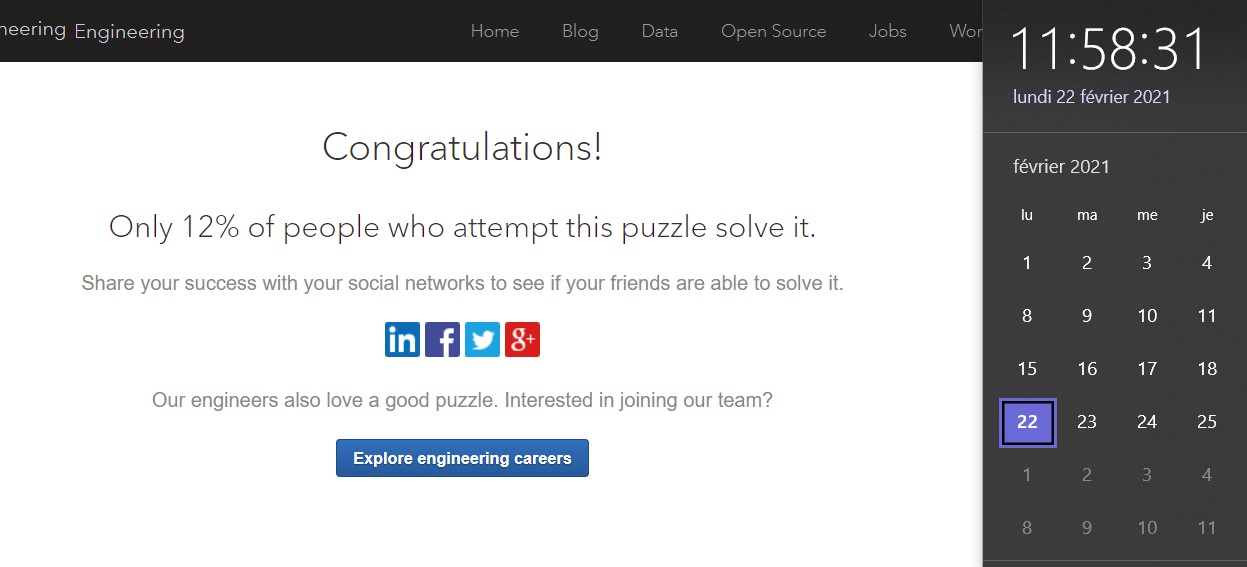 neering Engineering Home Blog Data Open Source Jobs Wor
Congratulations!
Only 12% of people who attempt this puzzle solve it.
Share your success with your social networks to see if your friends are able to solve it.
in f g+
Our engineers also love a good puzzle. Interested in joining our team?
Explore engineering careers
11:58:31
lundi 22 février 2021
février 2021
lu ma me je
1 2 3 4
8 9 10 11
15 16 17 18
22 23 24 25
1 2 3 4
8 9 10 11